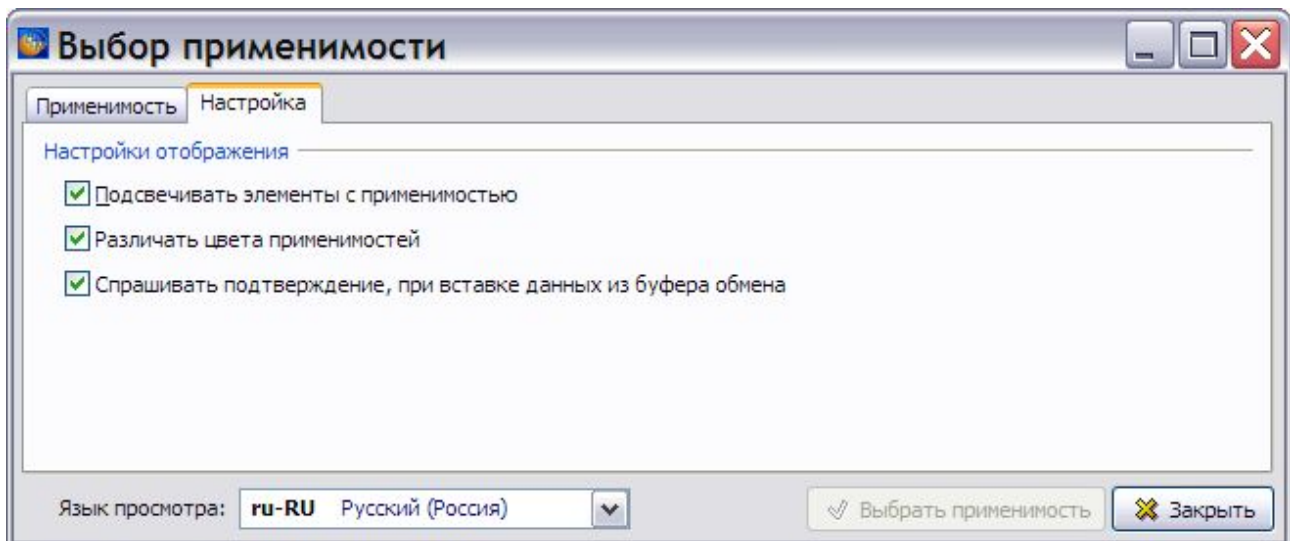 Выбор применимости
Применимость Настройка
Настройки отображения
Подсвечивать элементы с применимостью
Различать цвета применимостей
Спрашивать подтверждение, при вставке данных из буфера обмена
Язык просмотра: ru-RU Русский (Россия) Выбрать применимость Закрыть